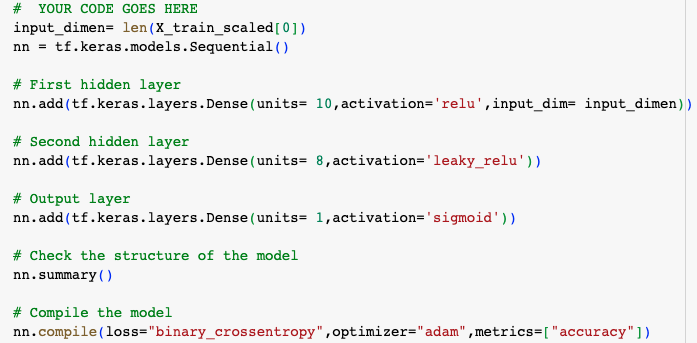 #  YOUR CODE GOES HERE
input_dimen= len(X_train_scaled[0])
nn = tf.keras.models.Sequential()
# First hidden layer
nn.add(tf.keras.layers.Dense(units= 10,activation='relu',input_dim= input_dimen))
# Second hidden layer
nn.add(tf.keras.layers.Dense(units= 8,activation='leaky_relu'))
# Output layer
nn.add(tf.keras.layers.Dense(units= 1,activation='sigmoid'))
# Check the structure of the model
nn.summary()
# Compile the model
nn.compile(loss="binary_crossentropy",optimizer="adam",metrics=["accuracy"])